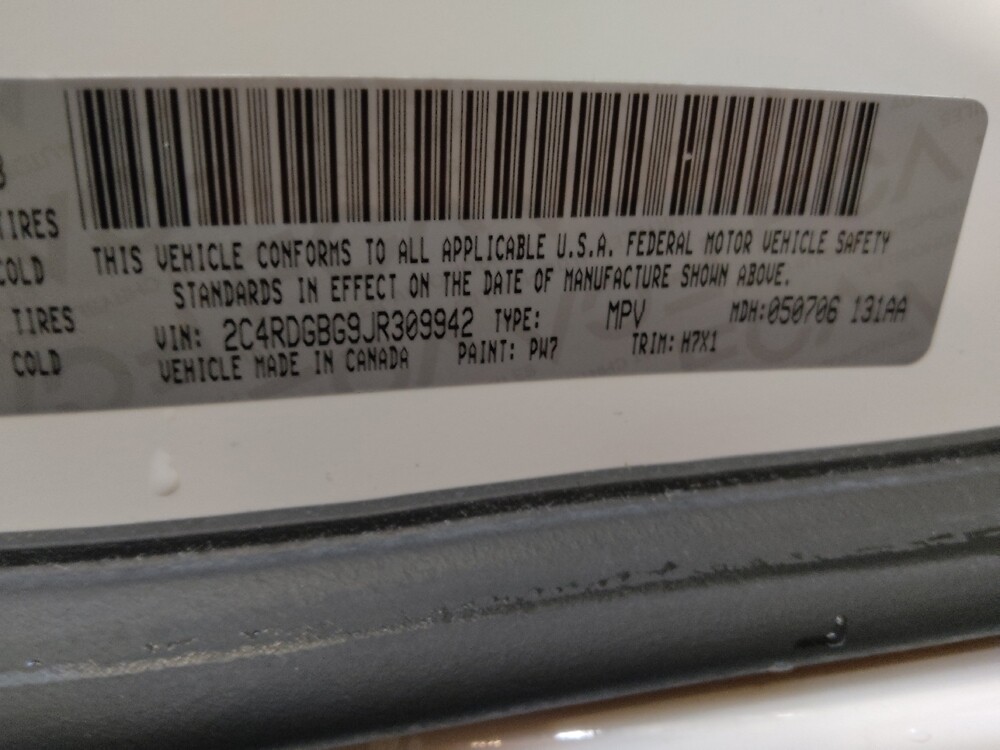 TIRES
COLD
TIRES
COLD
THIS VEHICLE CONFORMS TO ALL APPLICABLE U.S.A. FEDERAL MOTOR VEHICLE SAFETY
STANDARDS IN EFFECT ON THE DATE OF MANUFACTURE SHOWN ABOVE.
VIN: 2C4RDGBG9JR309942 TYPE: MPV MDH:050706 131AA
VEHICLE MADE IN CANADA PAINT: PW7 TRIM: H7X1